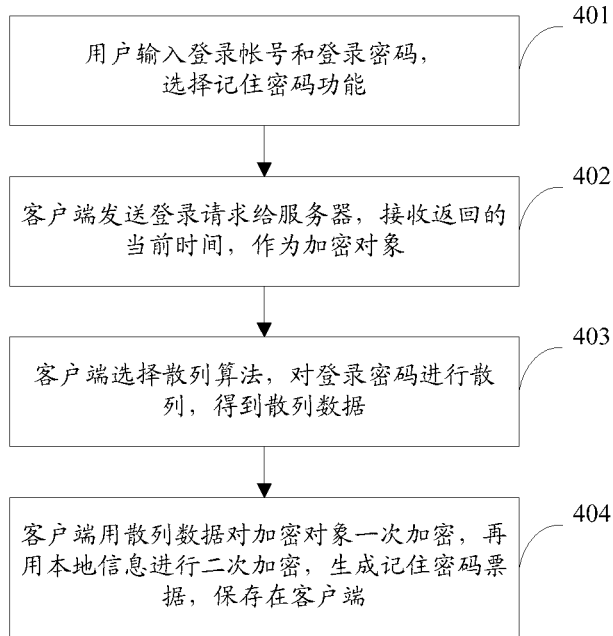 401
用户输入登录帐号和登录密码，
选择记住密码功能
402
客户端发送登录请求给服务器，接收返回的
当前时间，作为加密对象
403
客户端选择散列算法，对登录密码进行散
列，得到散列数据
404
客户端用散列数据对加密对象一次加密，再
用本地信息进行二次加密，生成记住密码票
据，保存在客户端